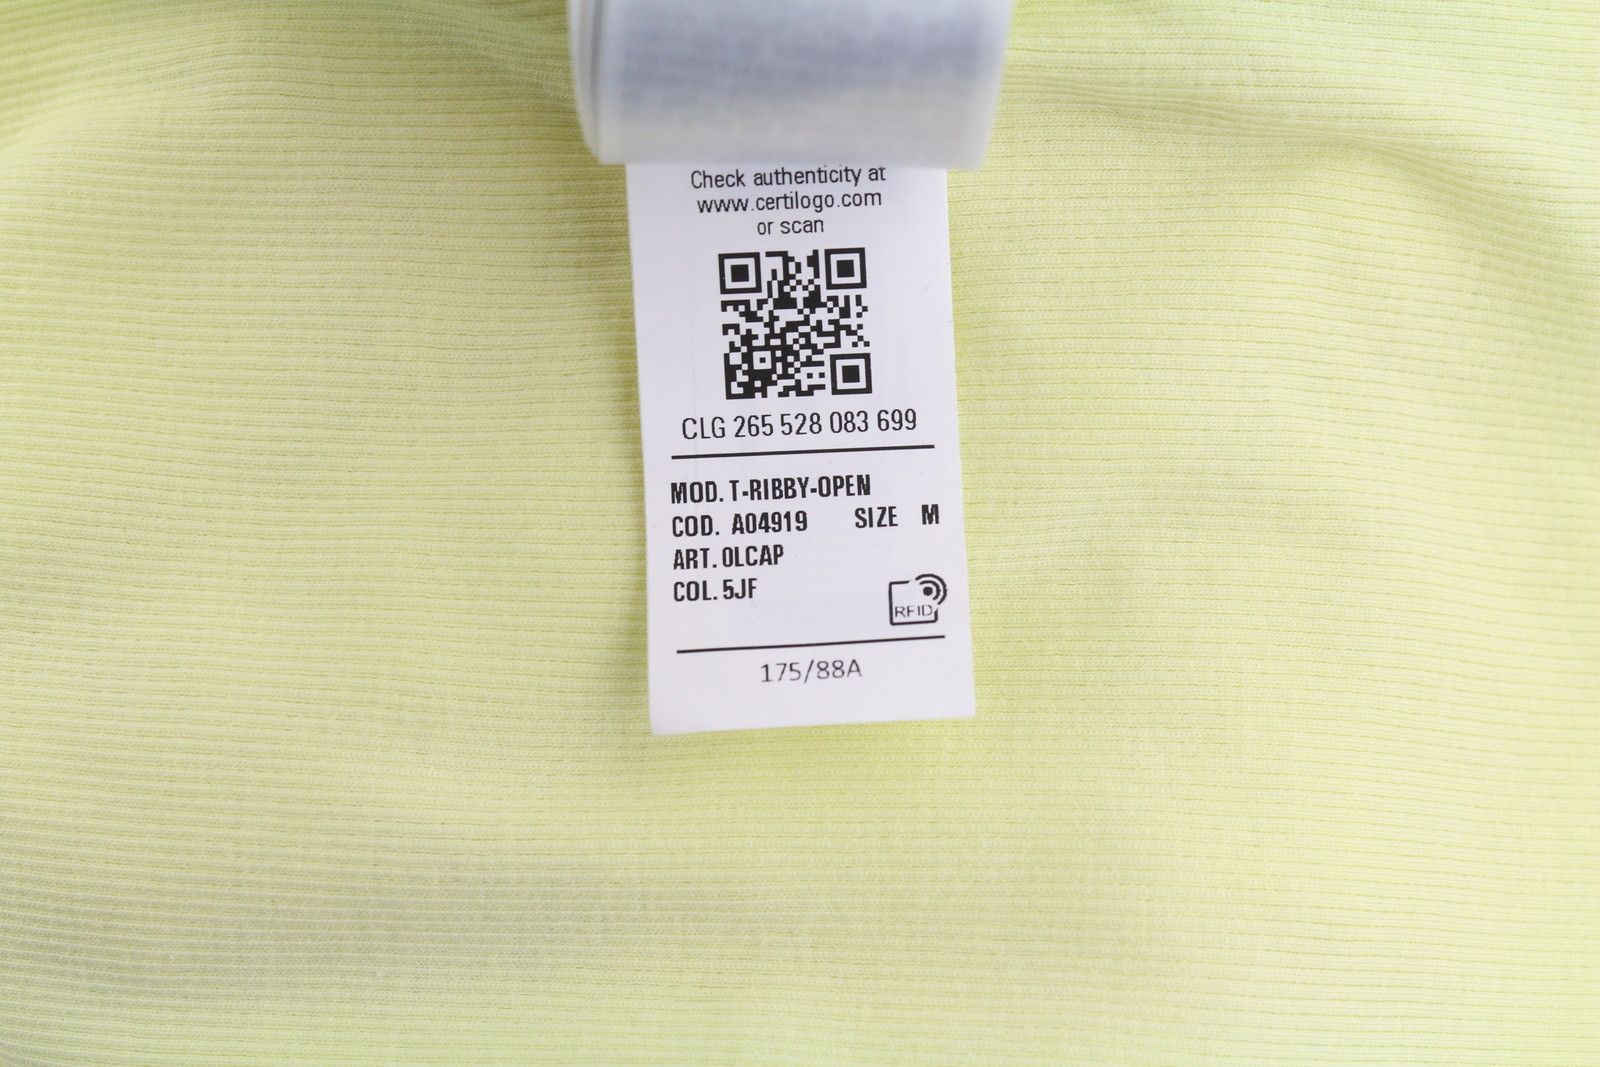 Check authenticity at
www.certilogo.com
or scan
CLG 265 528 083 699
MOD. T-RIBBY-OPEN
COD. A04919 SIZE M
ART. 0LCAP
COL. 5JF
RFID
175/88A